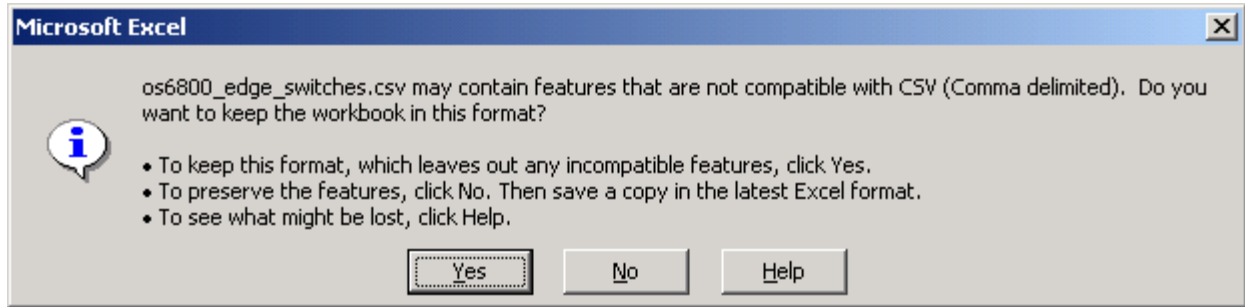 Microsoft Excel
os6800_edge_switches.csv may contain features that are not compatible with CSV (Comma delimited).  Do you
want to keep the workbook in this format?
• To keep this format, which leaves out any incompatible features, click Yes.
• To preserve the features, click No. Then save a copy in the latest Excel format.
• To see what might be lost, click Help.
Yes No Help